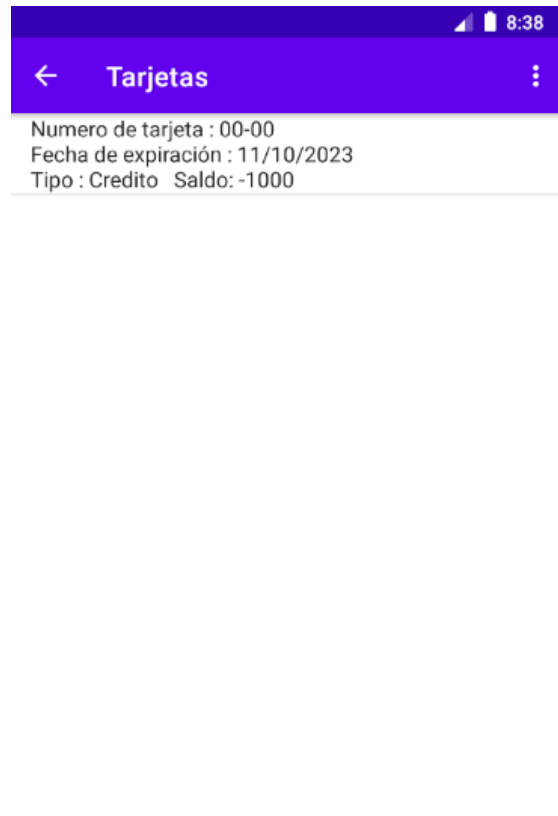 8:38
Tarjetas
Numero de tarjeta : 00-00
Fecha de expiración : 11/10/2023
Tipo : Credito Saldo: -1000